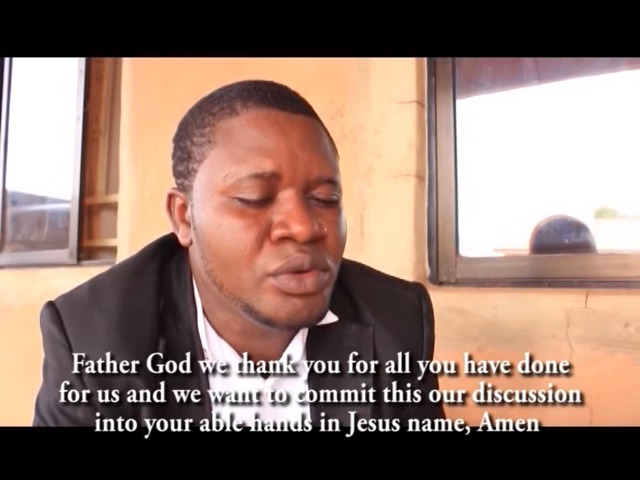 Father God we thank you for all you have done
for us and we want to commit this our discussion
into your able hands in Jesus name, Amen